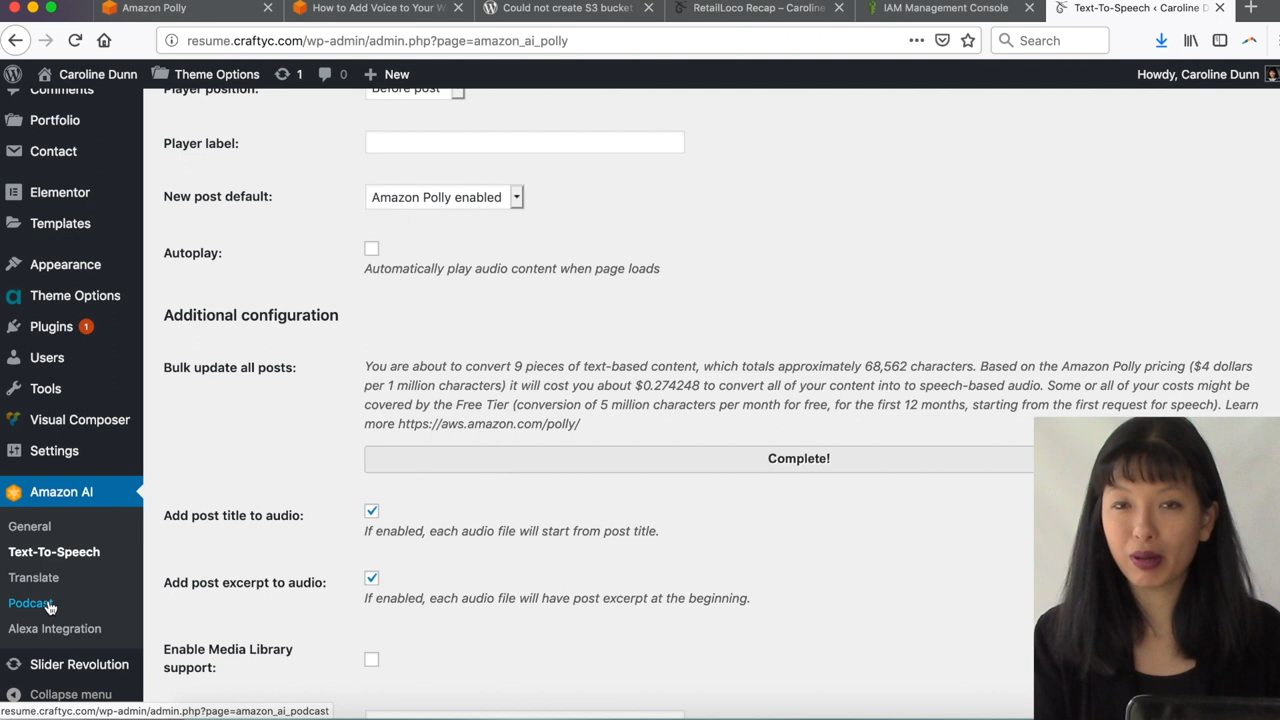 Amazon Polly
How to Add Voice to Your W
Could not create S3 bucket
RetailLoco Recap – Caroline
IAM Management Console
Text-To-Speech ‹ Caroline D
resume.craftyc.com/wp-admin/admin.php?page=amazon_ai_polly
Search
Caroline Dunn
Theme Options
1
0
New
Howdy, Caroline Dunn
Comments
Portfolio
Contact
Elementor
Templates
Appearance
Theme Options
Plugins 1
Users
Tools
Visual Composer
Settings
Amazon AI
General
Text-To-Speech
Translate
Podcast
Alexa Integration
Slider Revolution
Collapse menu
resume.craftyc.com/wp-admin/admin.php?page=amazon_ai_podcast
Player position:
Before post
Player label:
New post default:
Amazon Polly enabled
Autoplay:
Automatically play audio content when page loads
Additional configuration
Bulk update all posts:
You are about to convert 9 pieces of text-based content, which totals approximately 68,562 characters. Based on the Amazon Polly pricing ($4 dollars
per 1 million characters) it will cost you about $0.274248 to convert all of your content into to speech-based audio. Some or all of your costs might be
covered by the Free Tier (conversion of 5 million characters per month for free, for the first 12 months, starting from the first request for speech). Learn
more https://aws.amazon.com/polly/
Complete!
Add post title to audio:
If enabled, each audio file will start from post title.
Add post excerpt to audio:
If enabled, each audio file will have post excerpt at the beginning.
Enable Media Library
support: